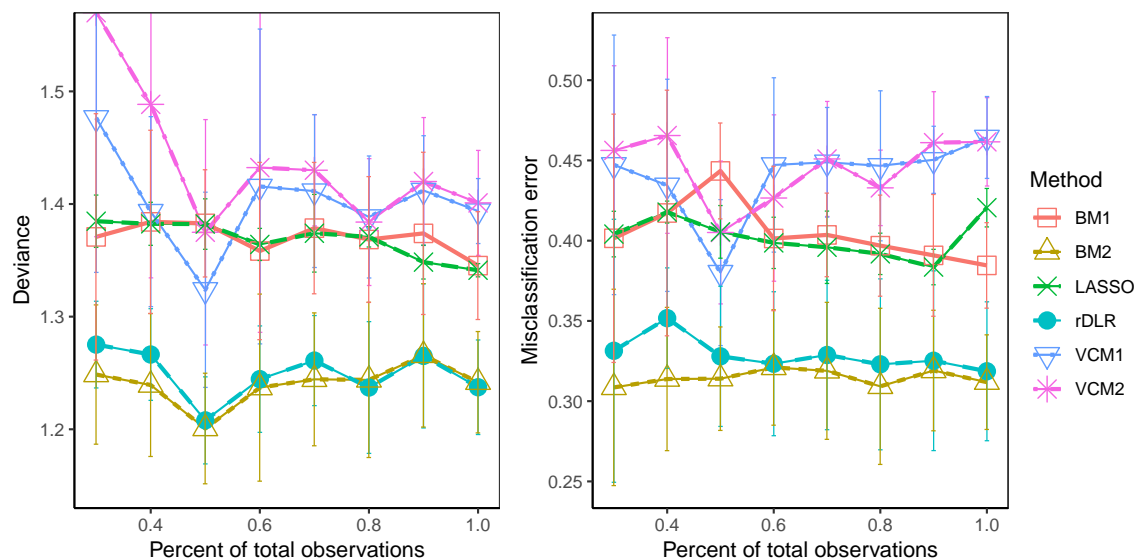 Deviance
1.5
1.4
1.3
1.2
0.4
0.6
0.8
1.0
Percent of total observations
Misclassification error
0.50
0.45
0.40
0.35
0.30
0.25
0.4
0.6
0.8
1.0
Percent of total observations
Method
BM1
BM2
LASSO
rDLR
VCM1
VCM2